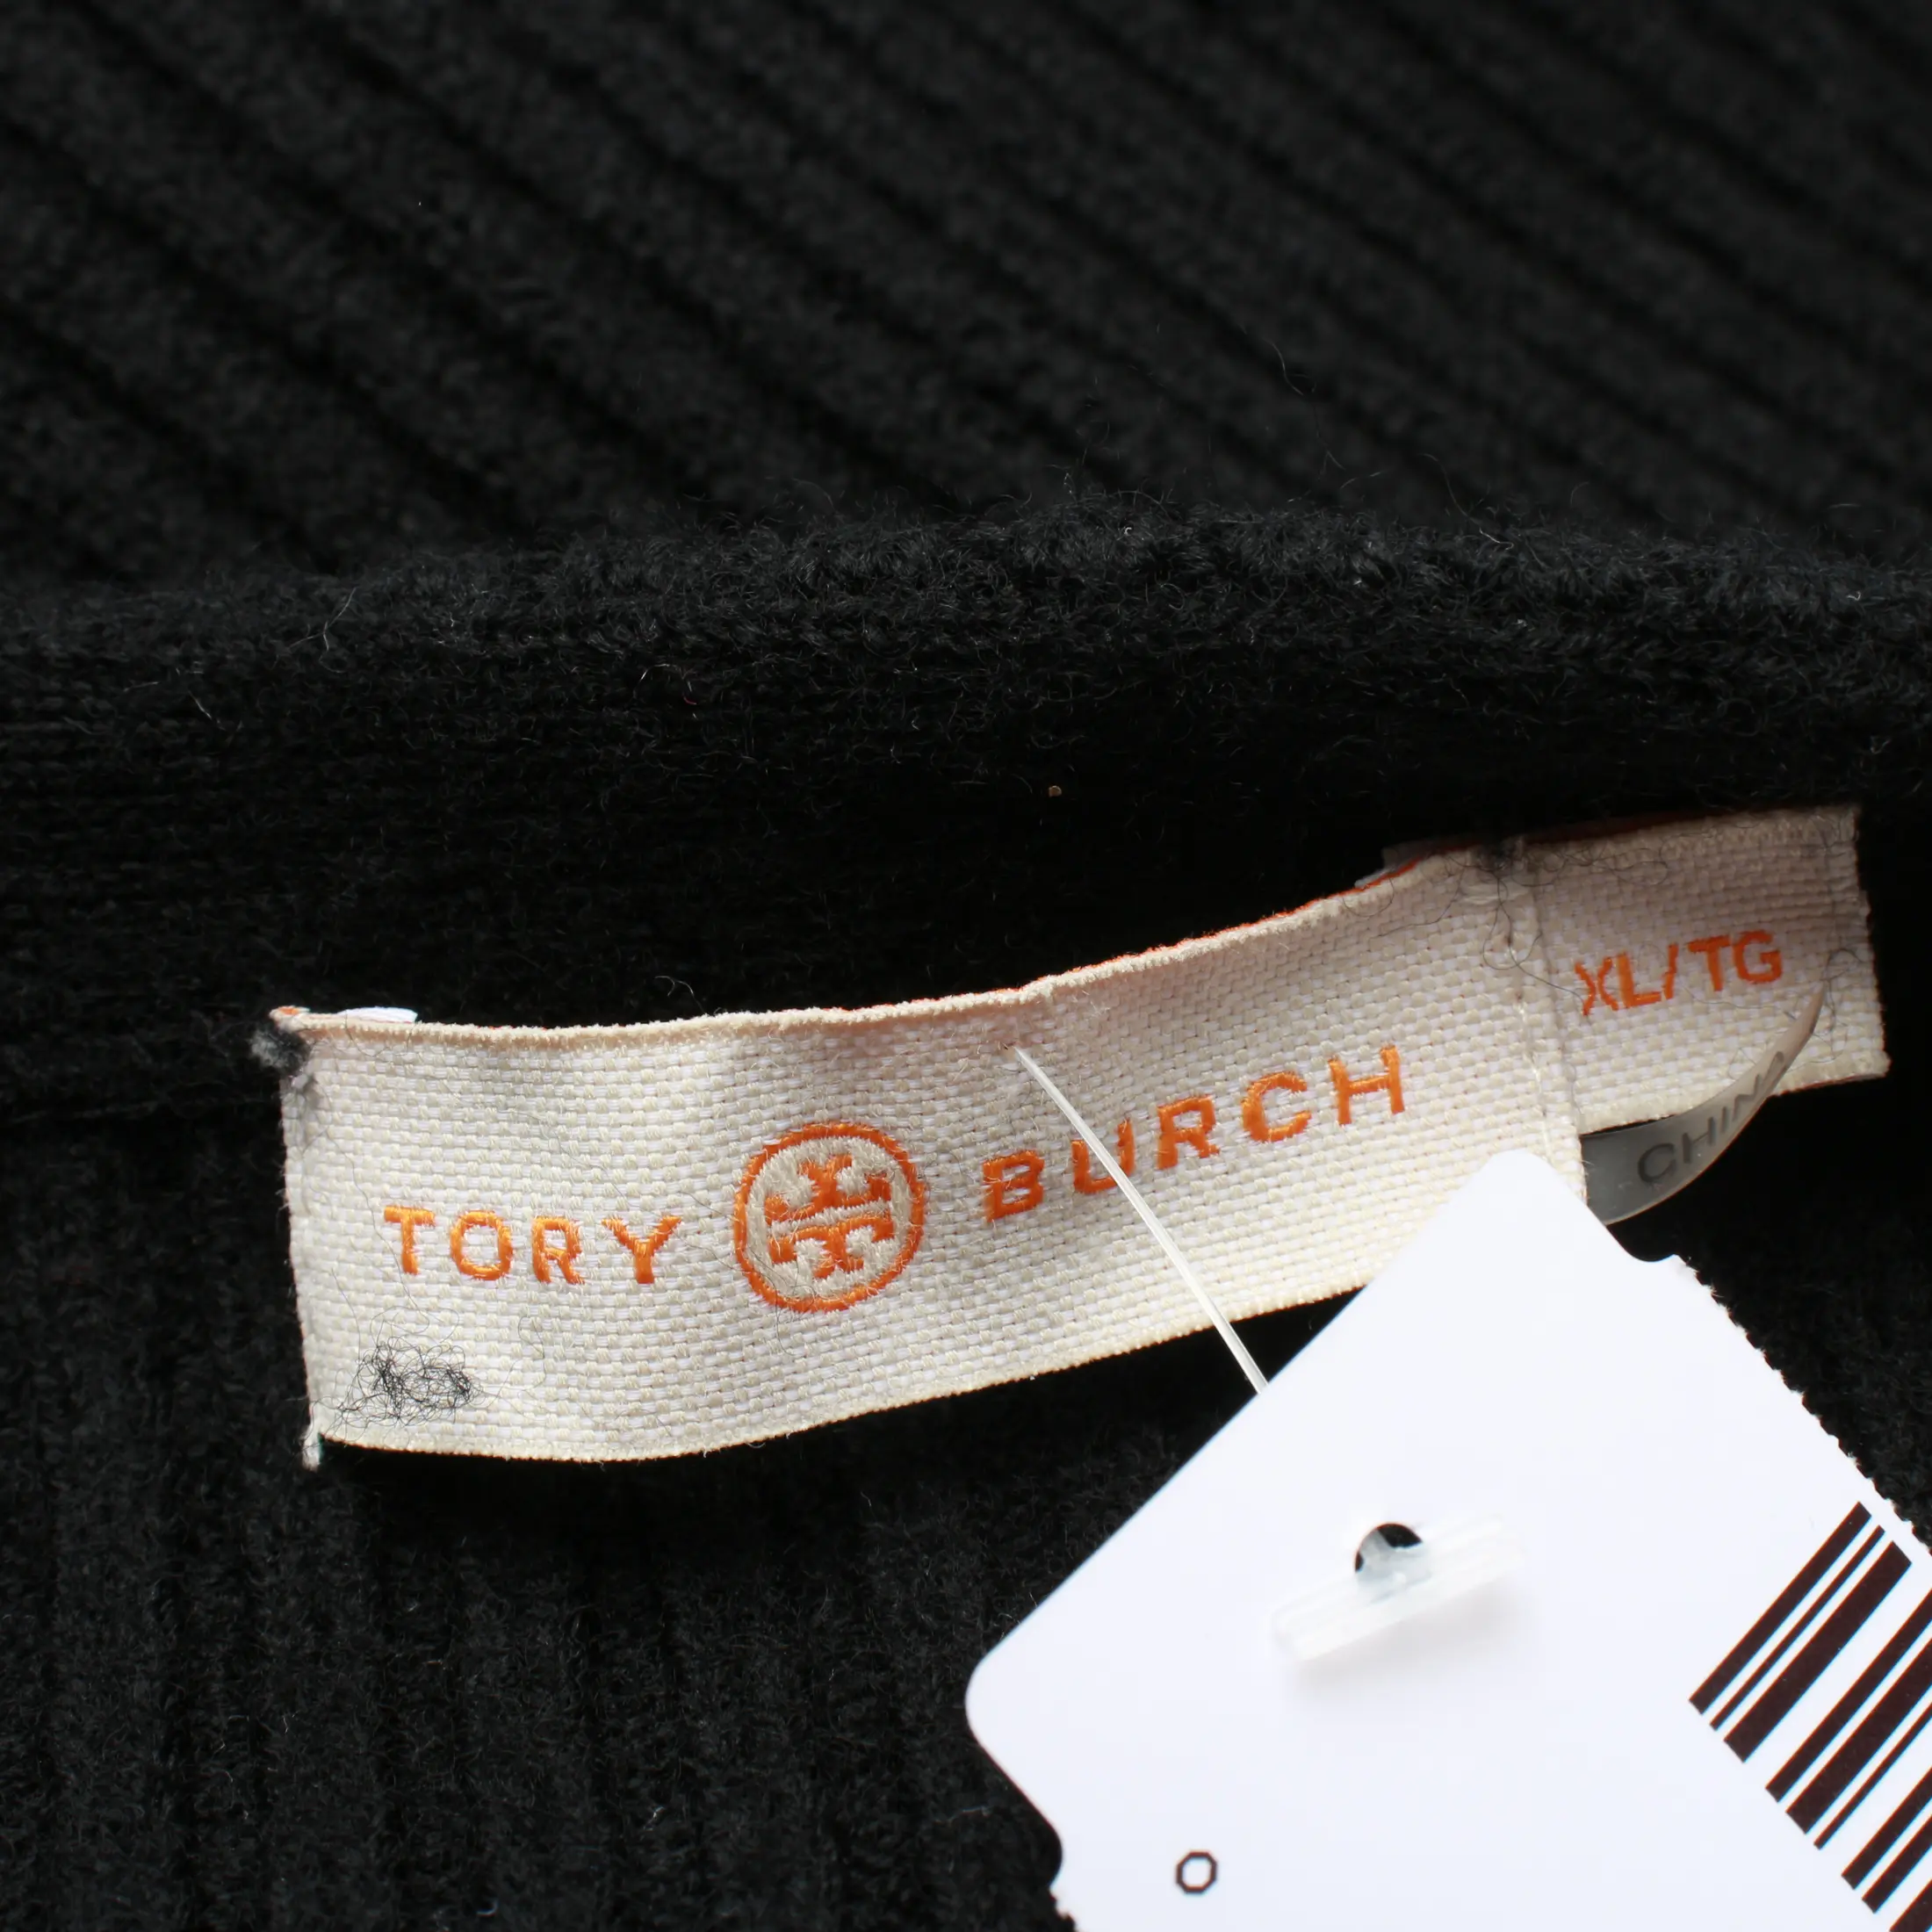 TORY BURCH
XL/TG
CHINA
O